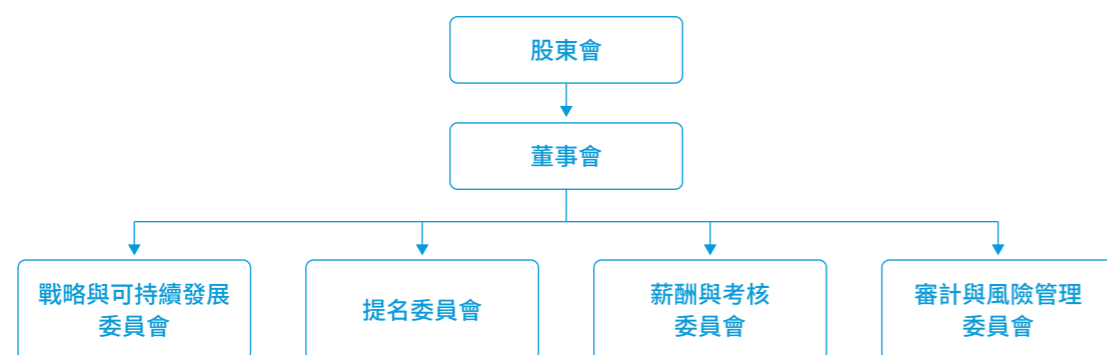 股東會
董事會
戰略與可持續發展
委員會
提名委員會
薪酬與考核
委員會
審計與風險管理
委員會